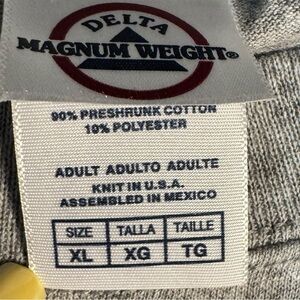 DELTA
MAGNUM WEIGHT®
90% PRESHRUNK COTTON
10% POLYESTER
ADULT ADULTO ADULTE
KNIT IN U.S.A.
ASSEMBLED IN MEXICO
SIZE TALLA TAILLE
XL XG TG